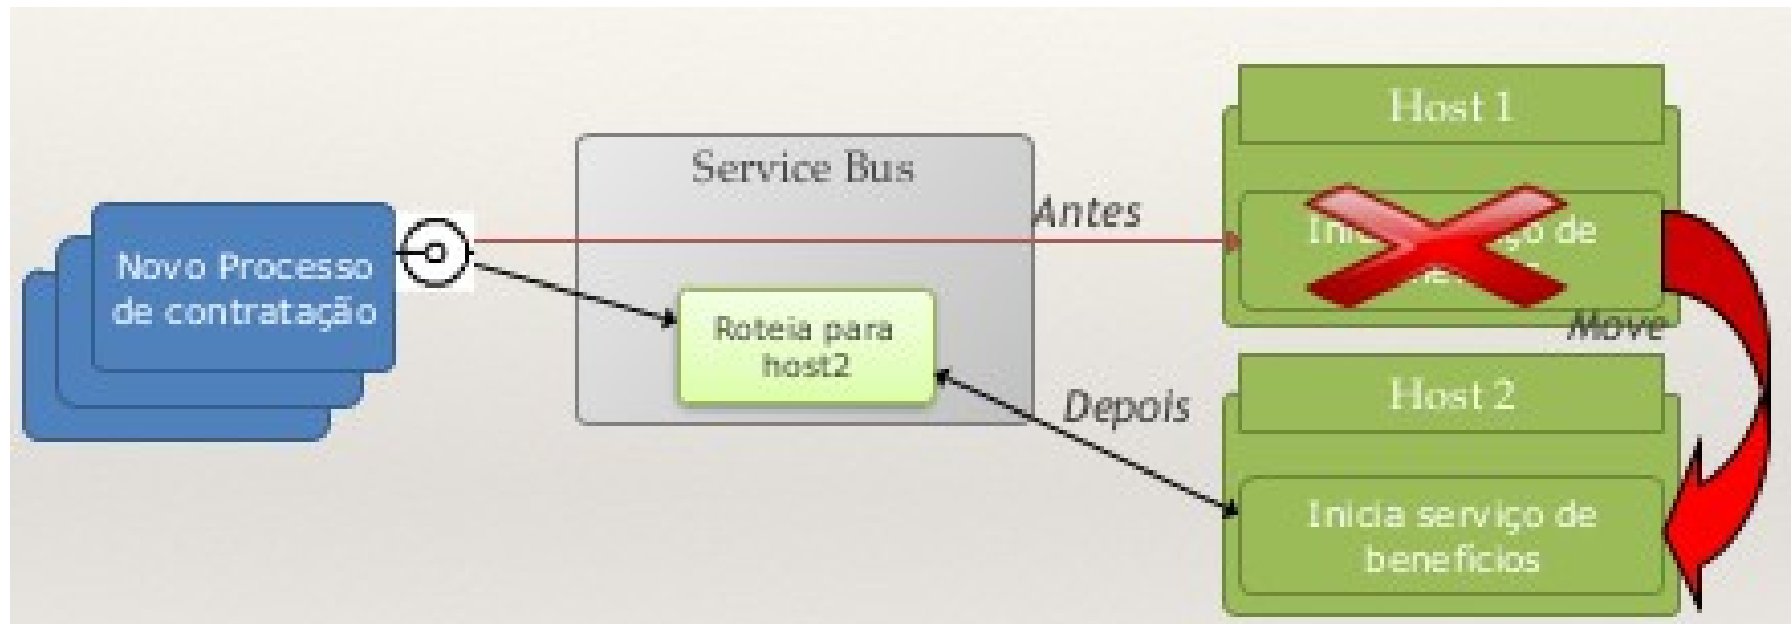 Host 1
Service Bus
Antes
Novo Processo
de contratação
de
Roteia para
host2
Move
Depois
Host 2
Inicia serviço de
benefícios